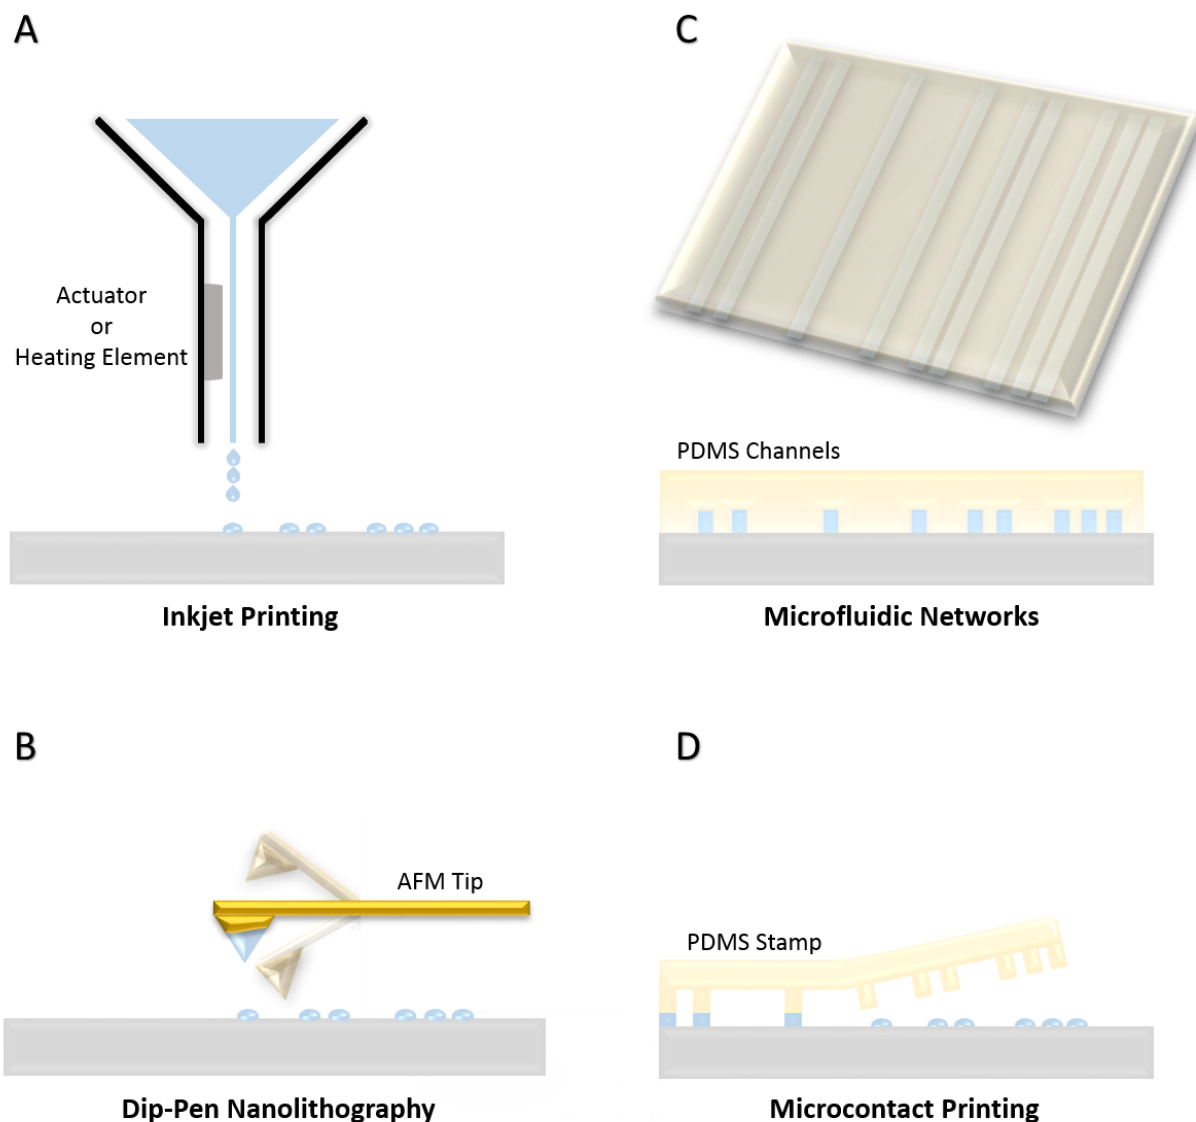 A
Actuator
or
Heating Element
Inkjet Printing
C
PDMS Channels
Microfluidic Networks
B
AFM Tip
Dip-Pen Nanolithography
D
PDMS Stamp
Microcontact Printing